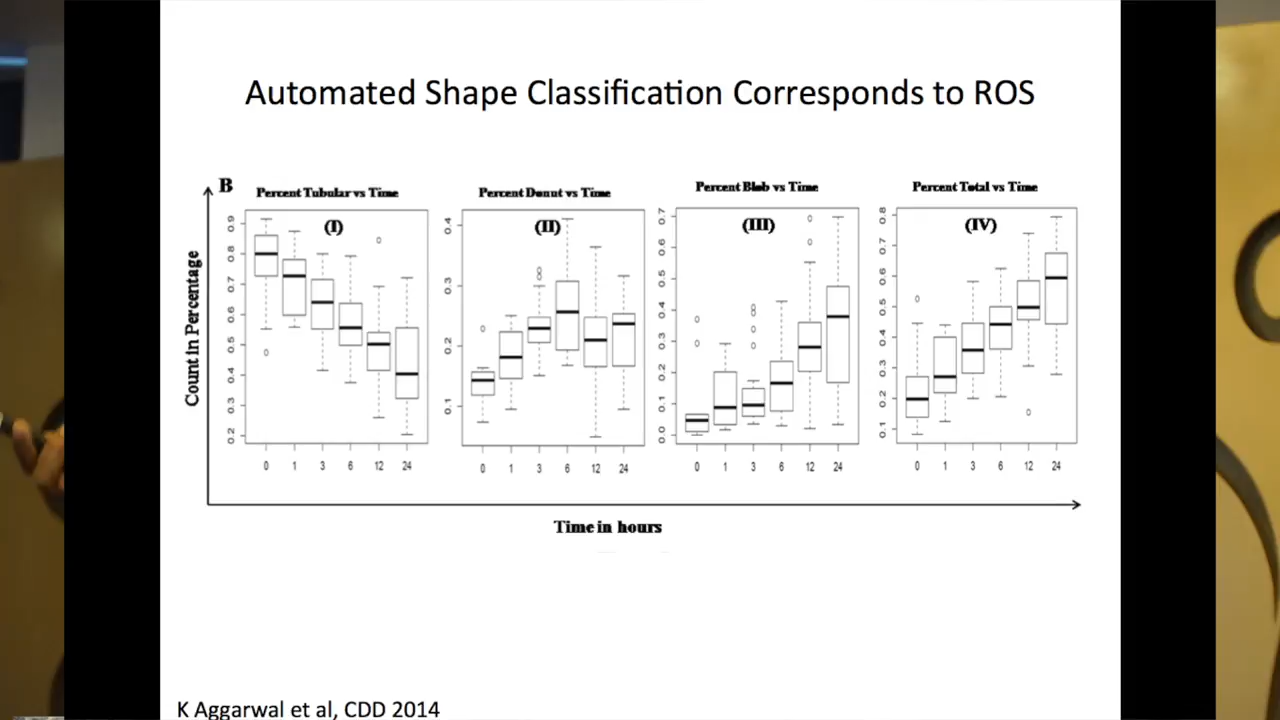 Automated Shape Classification Corresponds to ROS
B
Percent Tubular vs Time
Percent Donut vs Time
Percent Blob vs Time
Percent Total vs Time
(I)
(II)
(III)
(IV)
Count in Percentage
0.9
0.8
0.7
0.6
0.5
0.4
0.3
0.2
0.4
0.3
0.2
0.1
0.7
0.6
0.5
0.4
0.3
0.2
0.1
0.0
0.8
0.7
0.6
0.5
0.4
0.3
0.2
0.1
0 1 3 6 12 24
0 1 3 6 12 24
0 1 3 6 12 24
0 1 3 6 12 24
Time in hours
K Aggarwal et al, CDD 2014